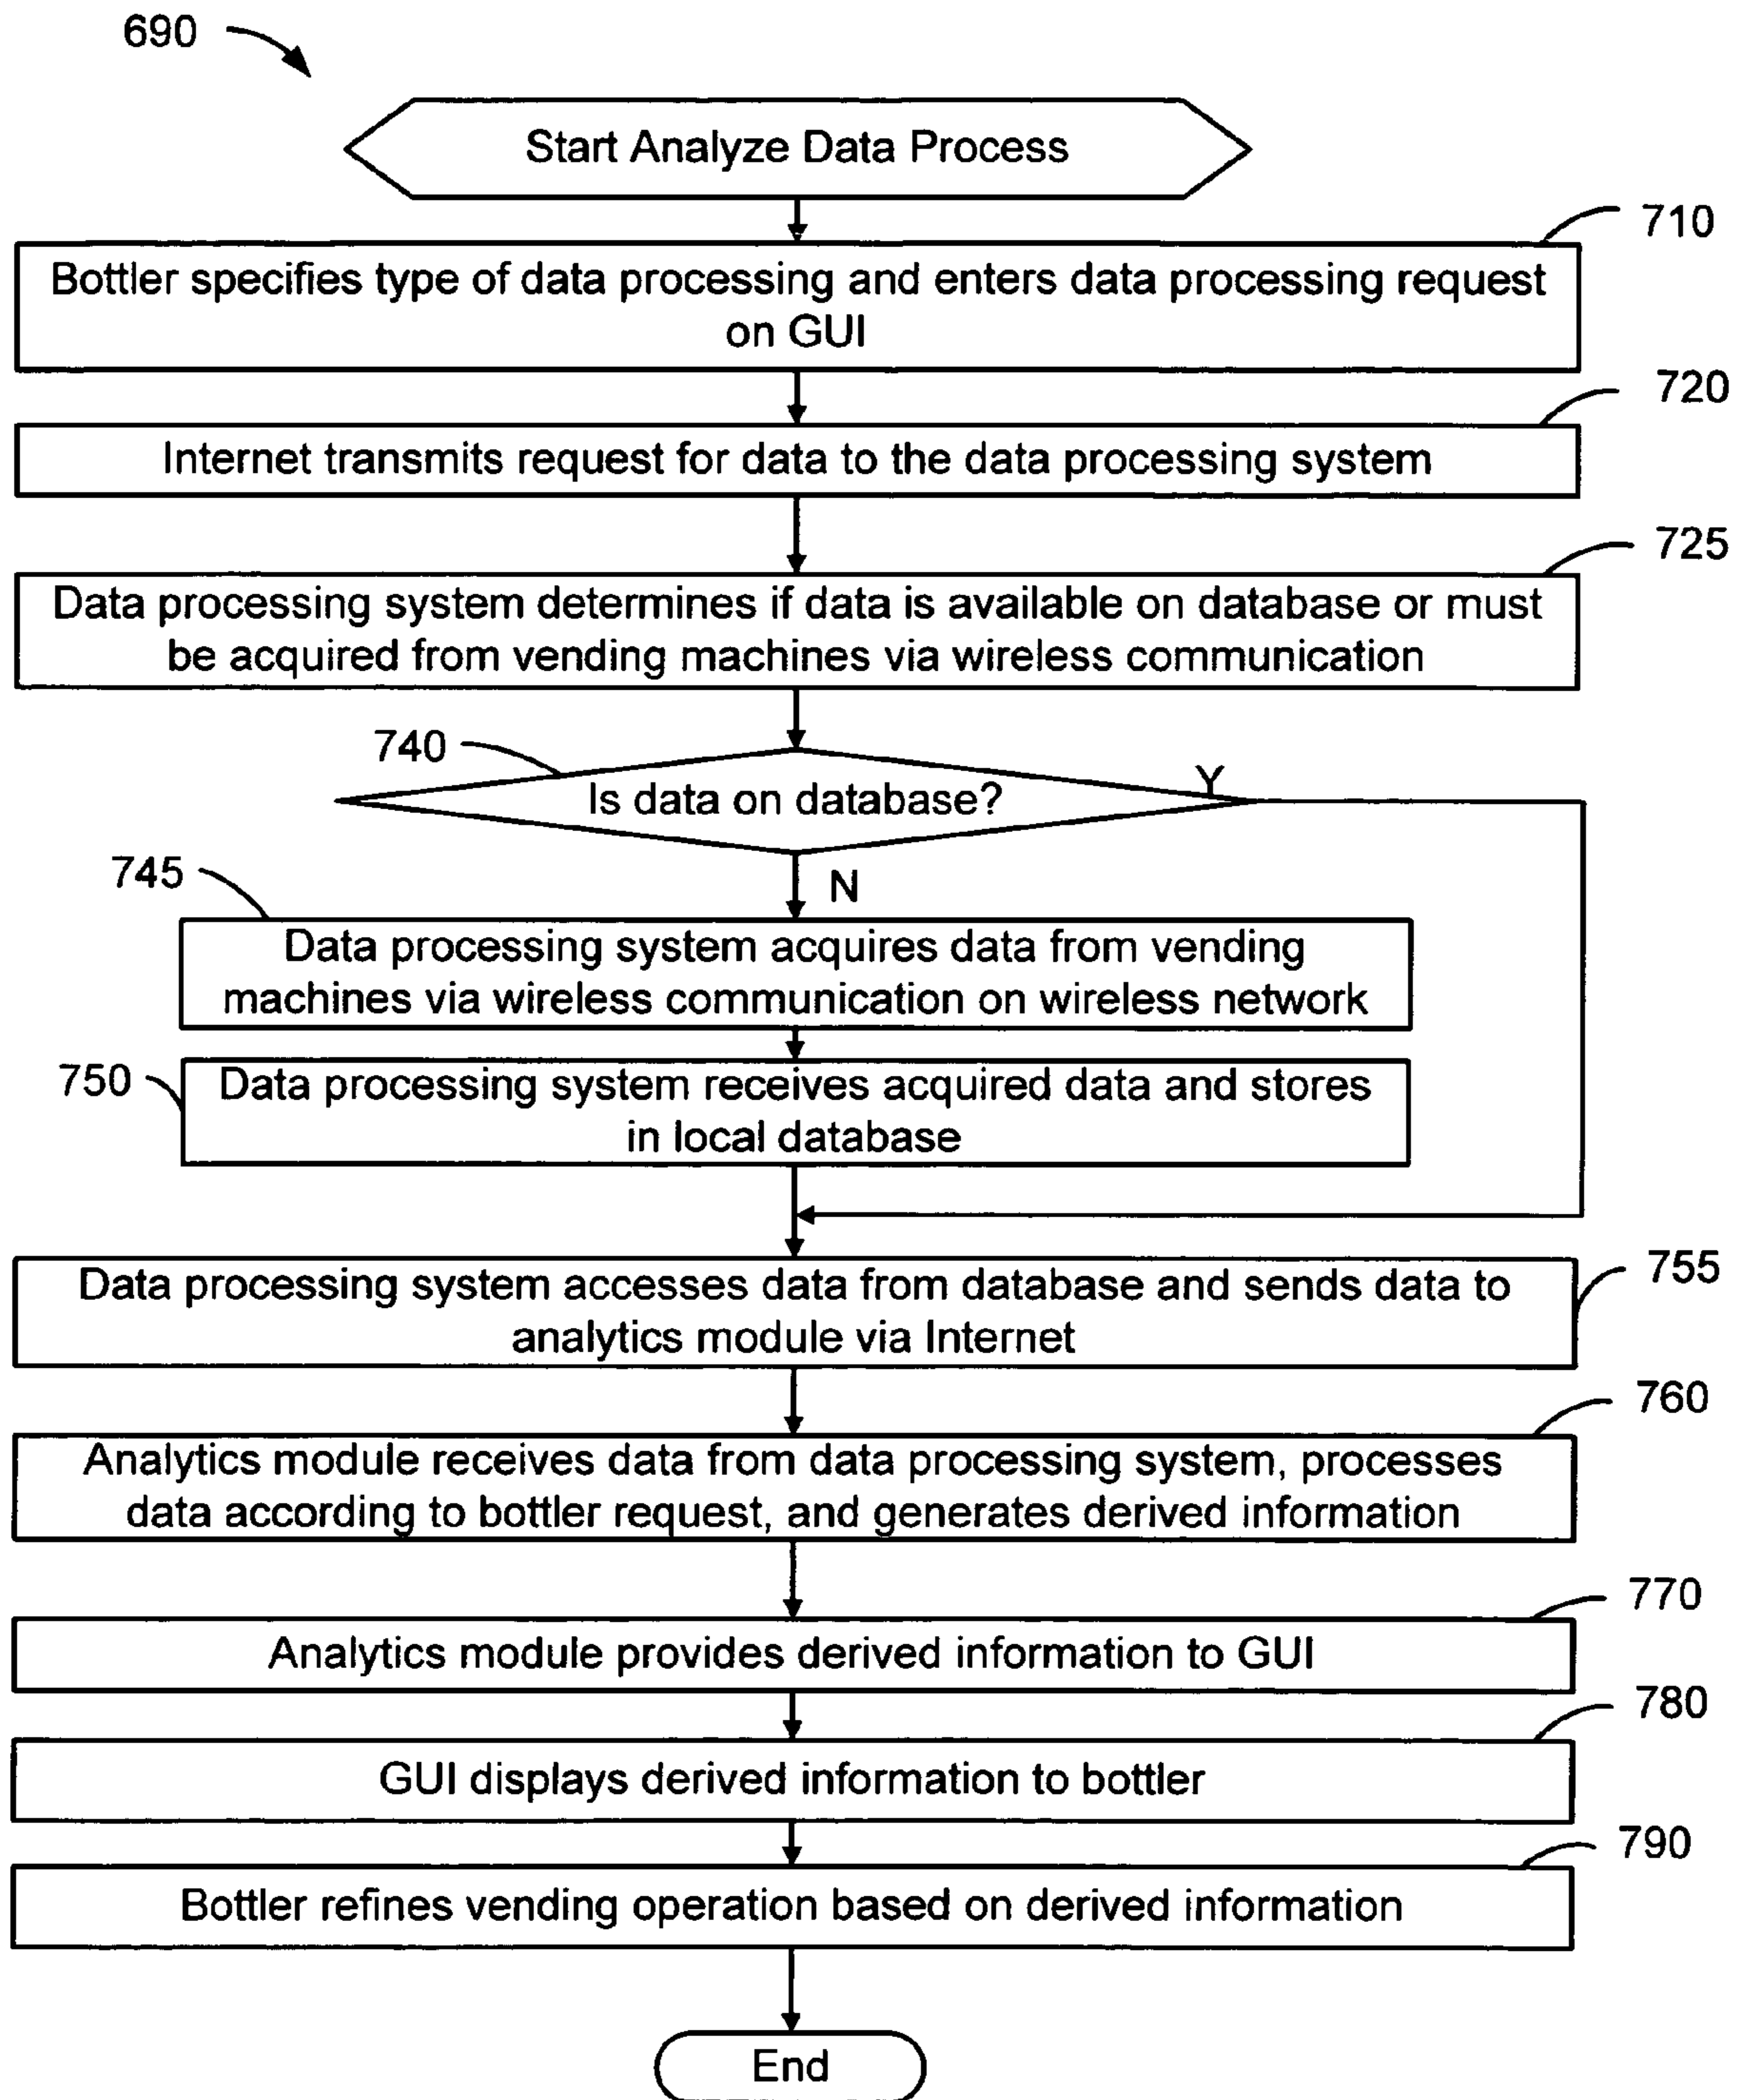 690
Start Analyze Data Process
710
Bottler specifies type of data processing and enters data processing request
on GUI
720
Internet transmits request for data to the data processing system
725
Data processing system determines if data is available on database or must
be acquired from vending machines via wireless communication
740
Is data on database?
Y
N
745
Data processing system acquires data from vending
machines via wireless communication on wireless network
750
Data processing system receives acquired data and stores
in local database
755
Data processing system accesses data from database and sends data to
analytics module via Internet
760
Analytics module receives data from data processing system, processes
data according to bottler request, and generates derived information
770
Analytics module provides derived information to GUI
780
GUI displays derived information to bottler
790
Bottler refines vending operation based on derived information
End